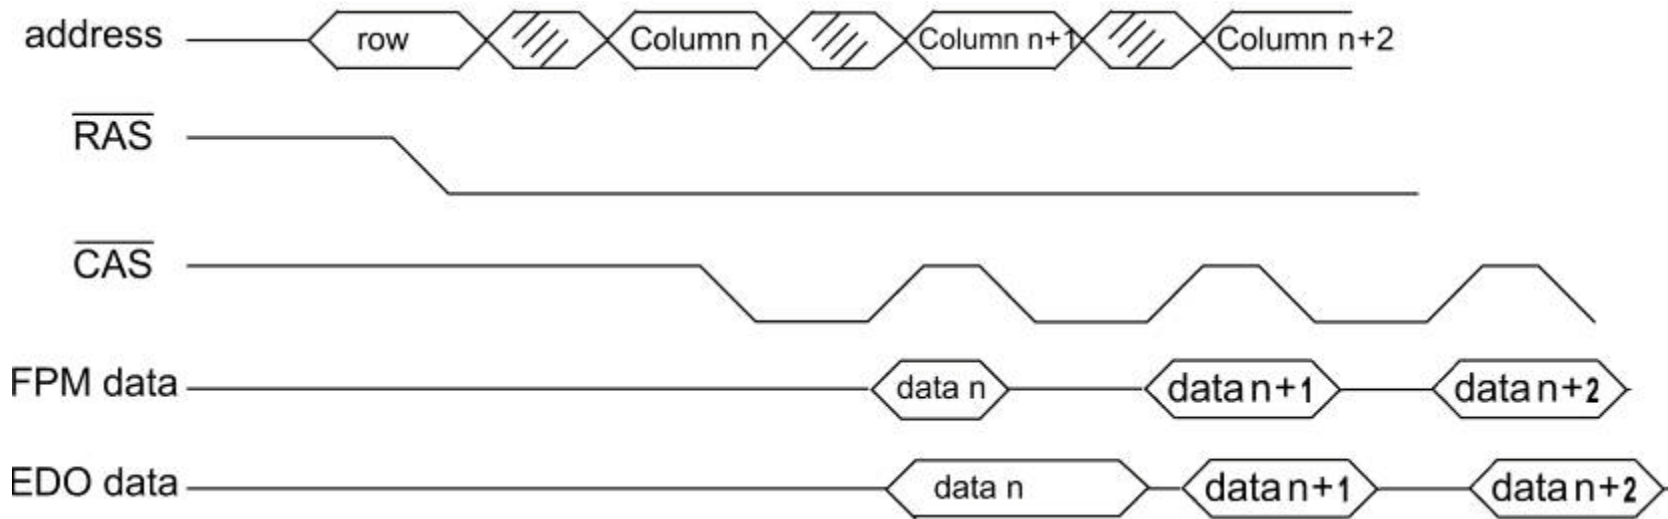 address row Column n Column n+1 Column n+2
RAS
CAS
FPM data data n data n+1 data n+2
EDO data data n data n+1 data n+2